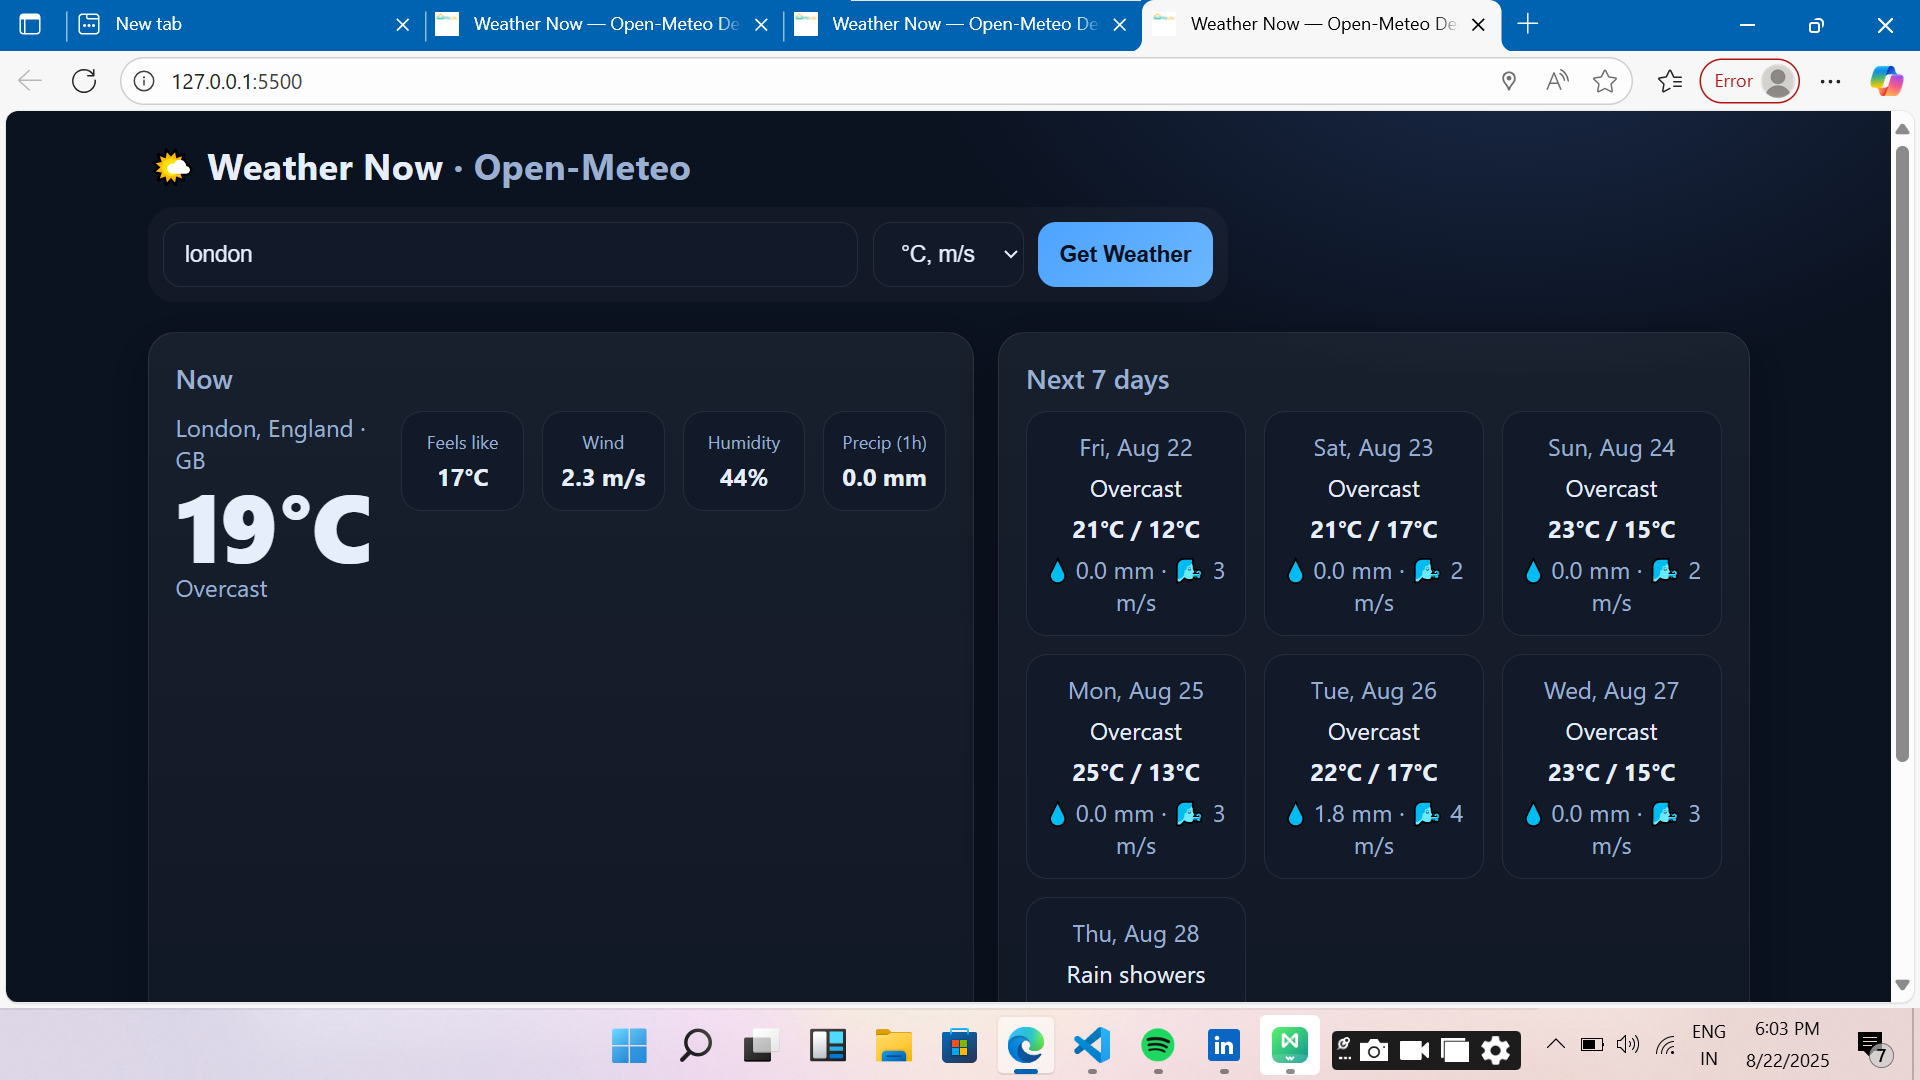 New tab
Weather Now — Open-Meteo De
Weather Now — Open-Meteo De
Weather Now — Open-Meteo De
127.0.0.1:5500
Error
Weather Now · Open-Meteo
london
°C, m/s
Get Weather
Now
London, England ·
GB
19°C
Overcast
Feels like
17°C
Wind
2.3 m/s
Humidity
44%
Precip (1h)
0.0 mm
Next 7 days
Fri, Aug 22
Overcast
21°C / 12°C
0.0 mm · 3
m/s
Sat, Aug 23
Overcast
21°C / 17°C
0.0 mm · 2
m/s
Sun, Aug 24
Overcast
23°C / 15°C
0.0 mm · 2
m/s
Mon, Aug 25
Overcast
25°C / 13°C
0.0 mm · 3
m/s
Tue, Aug 26
Overcast
22°C / 17°C
1.8 mm · 4
m/s
Wed, Aug 27
Overcast
23°C / 15°C
0.0 mm · 3
m/s
Thu, Aug 28
Rain showers
ENG
IN
6:03 PM
8/22/2025
7